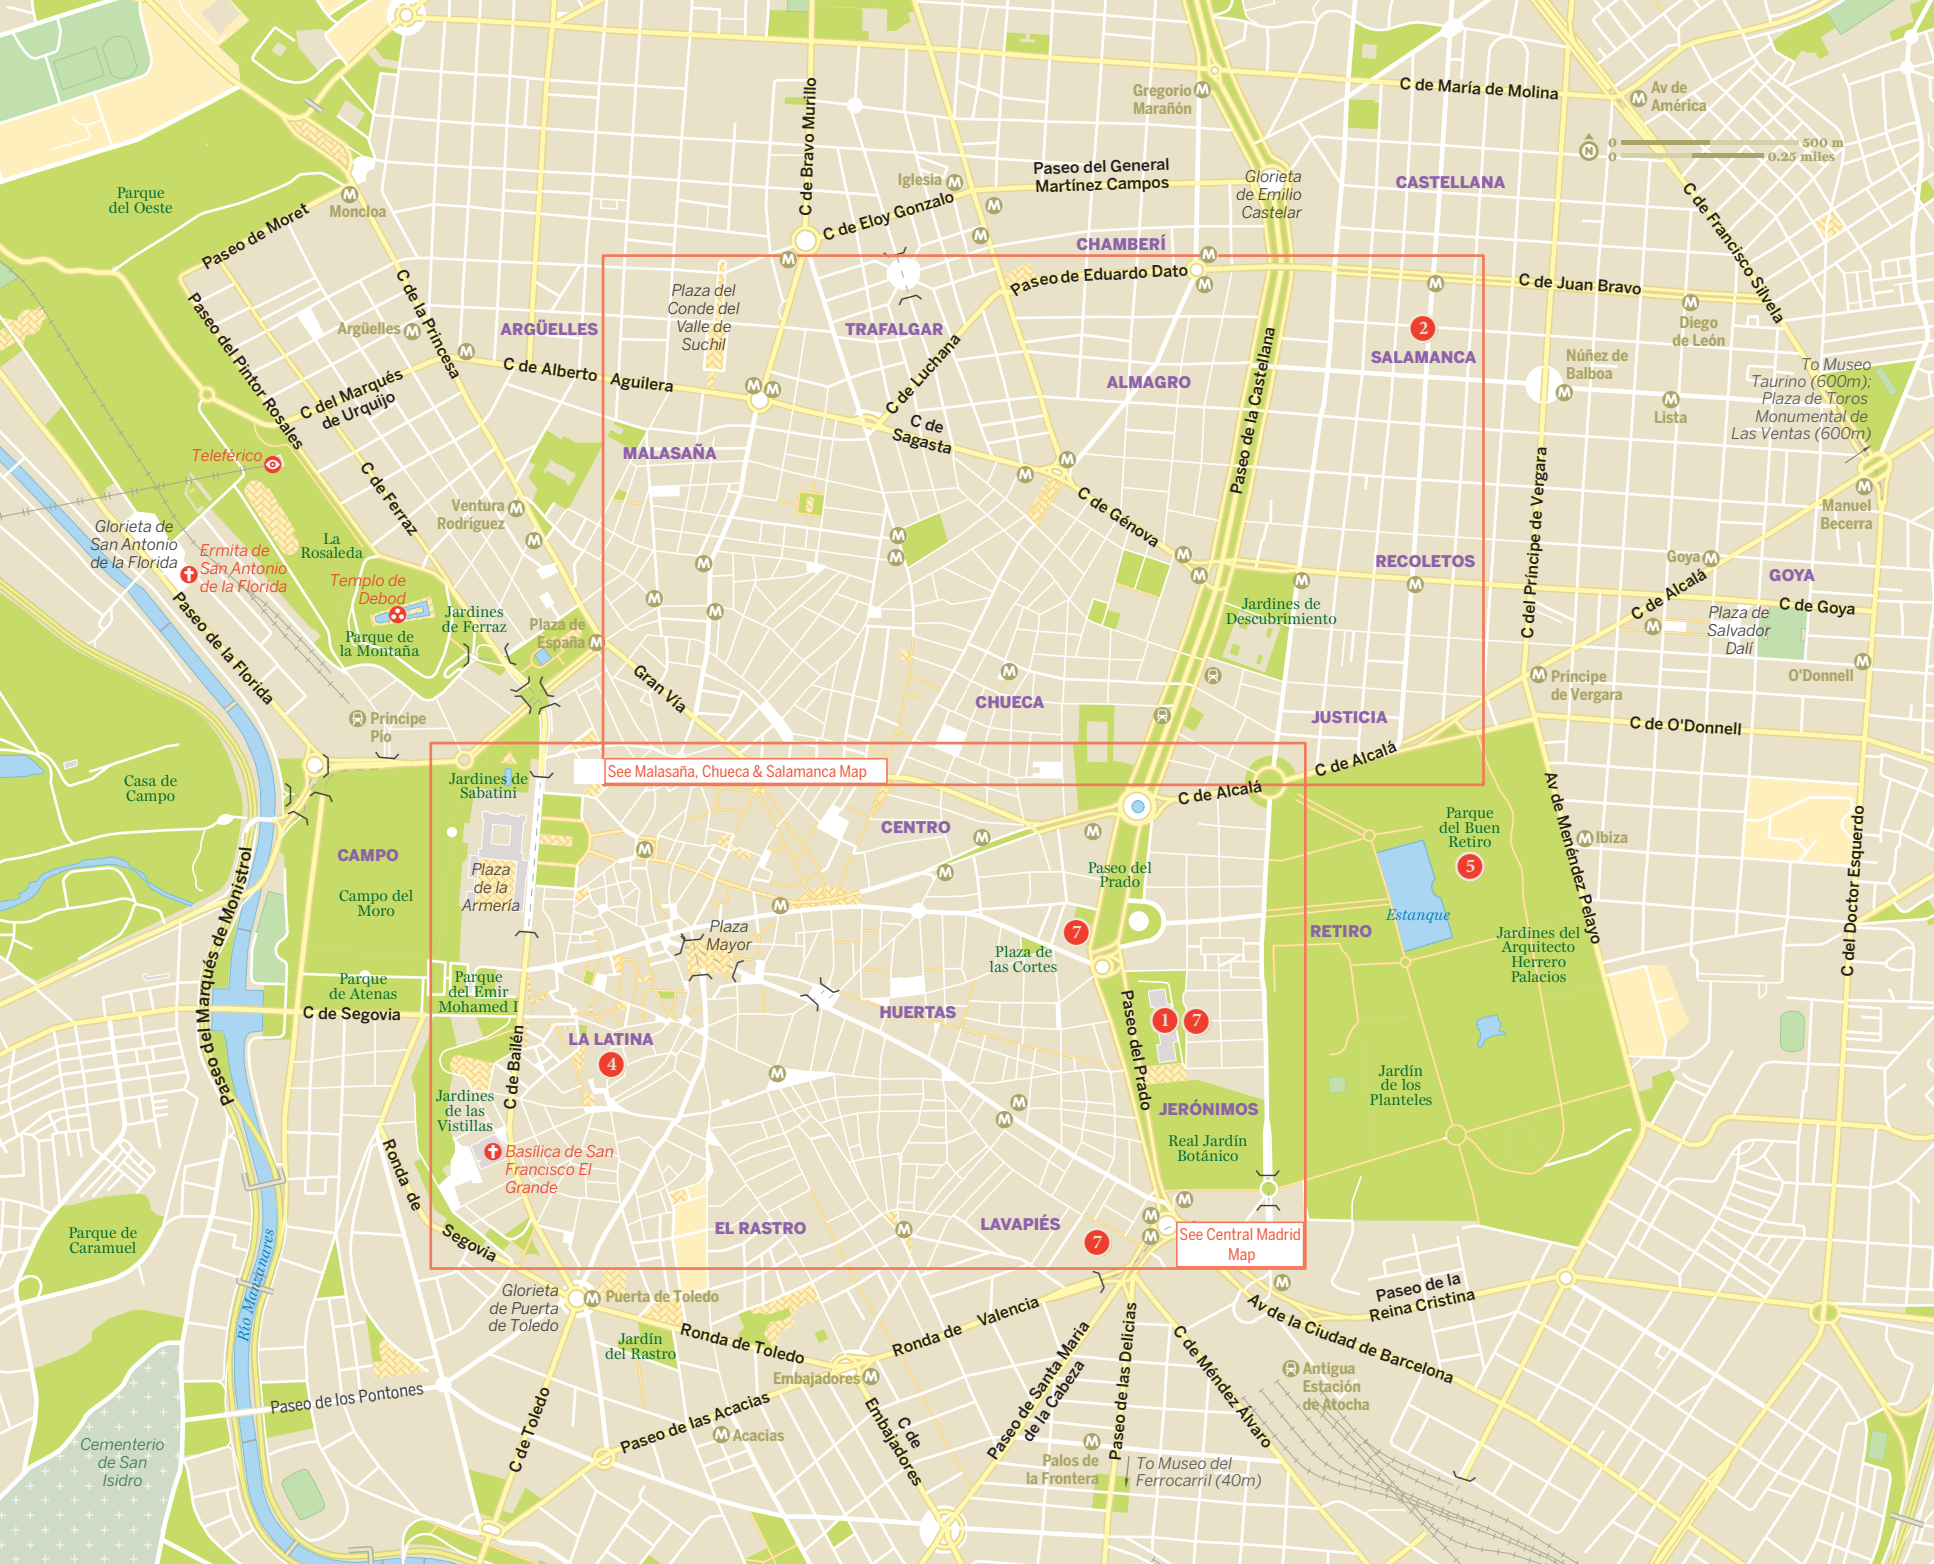 C de María de Molina
Gregorio
Marañón
Av de
América
C de Bravo Murillo
0
500 m
N
0
0.25 miles
Paseo del General
Martínez Campos
Iglesia
Glorieta
de Emilio
Castelar
CASTELLANA
Parque
del Oeste
Moncloa
Paseo de Moret
C de Eloy Gonzalo
C de Francisco Silvela
CHAMBERÍ
Paseo de Eduardo Dato
C de Juan Bravo
Diego
de León
Plaza del
Conde del
Valle de
Suchil
C de la Princesa
Paseo del Pintor Rosales
Argüelles
ARGÜELLES
TRAFALGAR
2
SALAMANCA
Núñez de
Balboa
To Museo
Taurino (600m);
Plaza de Toros
Monumental de
Las Ventas (600m)
Lista
C de Alberto Aguilera
C de Luchana
ALMAGRO
Paseo de la Castellana
C del Marqués
de Urquijo
C de
Sagasta
MALASAÑA
Teleférico
C de Ferraz
Ventura
Rodríguez
C de Génova
C del Príncipe de Vergara
Manuel
Becerra
Glorieta de
San Antonio
de la Florida
Ermita de
San Antonio
de la Florida
La
Rosaleda
Templo de
Debod
RECOLETOS
Goya
GOYA
C de Alcalá
C de Goya
Jardines
de Ferraz
Parque de
la Montaña
Plaza de
España
Jardines de
Descubrimiento
Plaza de
Salvador
Dalí
O'Donnell
Paseo de la Florida
Gran Vía
CHUECA
JUSTICIA
Príncipe
de Vergara
C de O'Donnell
Príncipe
Pío
C de Alcalá
See Malasaña, Chueca & Salamanca Map
Casa de
Campo
Jardines de
Sabatini
C de Alcalá
Av de Menéndez Pelayo
Parque
del Buen
Retiro
5
Ibiza
CENTRO
CAMPO
Campo del
Moro
Plaza
de la
Armería
Paseo del
Prado
Estanque
C del Doctor Esquerdo
Plaza
Mayor
7
RETIRO
Plaza de
las Cortes
Jardines del
Arquitecto
Herrero
Palacios
Paseo del Marqués de Monistrol
Parque
de Atenas
Parque
del Emir
Mohamed I
C de Segovia
HUERTAS
1
7
LA LATINA
4
C de Bailén
Paseo del Prado
Jardín
de los
Planteles
Jardines
de las
Vistillas
JERÓNIMOS
Real Jardín
Botánico
Basílica de San
Francisco El
Grande
Ronda de
Segovia
Parque de
Caramuel
Río Manzanares
EL RASTRO
LAVAPIÉS
7
See Central Madrid
Map
Glorieta
de Puerta
de Toledo
Puerta de Toledo
Paseo de la
Reina Cristina
Jardín
del Rastro
Ronda de Toledo
Ronda de Valencia
Av de la Ciudad de Barcelona
Embajadores
Paseo de los Pontones
Paseo de las Acacias
Acacias
C de Toledo
C de
Embajadores
Paseo de Santa Maria
de la Cabeza
Paseo de las Delicias
C de Méndez Álvaro
Antigua
Estación
de Atocha
Palos de
la Frontera
To Museo del
Ferrocarril (40m)
Cementerio
de San
Isidro